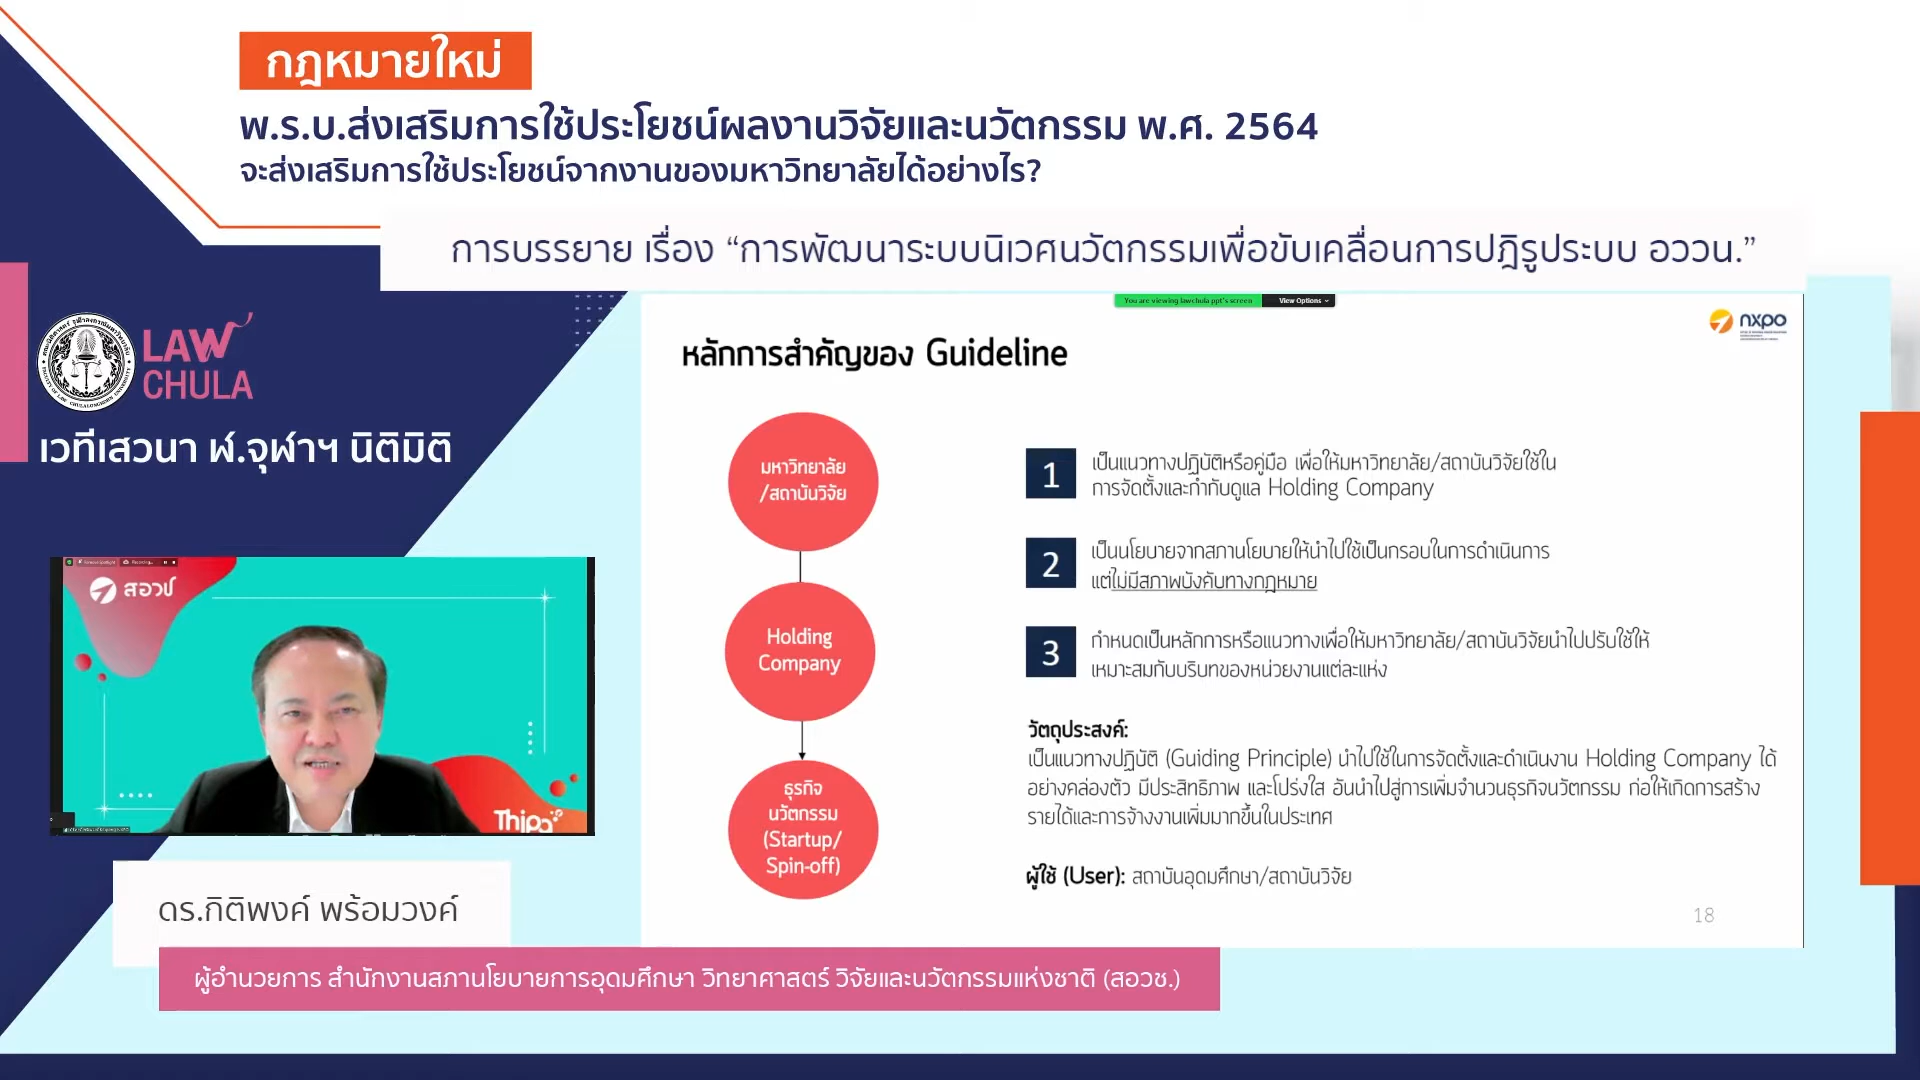 กฎหมายใหม่
พ.ร.บ.ส่งเสริมการใช้ประโยชน์ผลงานวิจัยและนวัตกรรม พ.ศ. 2564
จะส่งเสริมการใช้ประโยชน์จากงานของมหาวิทยาลัยได้อย่างไร?
การบรรยาย เรื่อง “การพัฒนาระบบนิเวศนวัตกรรมเพื่อขับเคลื่อนการปฎิรูประบบ อววน.”
You are viewing lawchula ppt's screen
View Options
nxpo
LAW
CHULA
เวทีเสวนา ฬ.จุฬาฯ นิติมิติ
หลักการสำคัญของ Guideline
มหาวิทยาลัย
/สถาบันวิจัย
Holding
Company
ธุรกิจ
นวัตกรรม
(Startup/
Spin-off)
1
เป็นแนวทางปฏิบัติหรือคู่มือ เพื่อให้มหาวิทยาลัย/สถาบันวิจัยใช้ใน
การจัดตั้งและกำกับดูแล Holding Company
2
เป็นนโยบายจากสภานโยบายให้นำไปใช้เป็นกรอบในการดำเนินการ
แต่ไม่มีสภาพบังคับทางกฎหมาย
3
กำหนดเป็นหลักการหรือแนวทางเพื่อให้มหาวิทยาลัย/สถาบันวิจัยนำไปปรับใช้ให้
เหมาะสมกับบริบทของหน่วยงานแต่ละแห่ง
วัตถุประสงค์:
เป็นแนวทางปฏิบัติ (Guiding Principle) นำไปใช้ในการจัดตั้งและดำเนินงาน Holding Company ได้
อย่างคล่องตัว มีประสิทธิภาพ และโปร่งใส อันนำไปสู่การเพิ่มจำนวนธุรกิจนวัตกรรม ก่อให้เกิดการสร้าง
รายได้และการจ้างงานเพิ่มมากขึ้นในประเทศ
ผู้ใช้ (User): สถาบันอุดมศึกษา/สถาบันวิจัย
18
สอวช
ดร.กิติพงค์ พร้อมวงค์
ผู้อำนวยการ สำนักงานสภานโยบายการอุดมศึกษา วิทยาศาสตร์ วิจัยและนวัตกรรมแห่งชาติ (สอวช.)